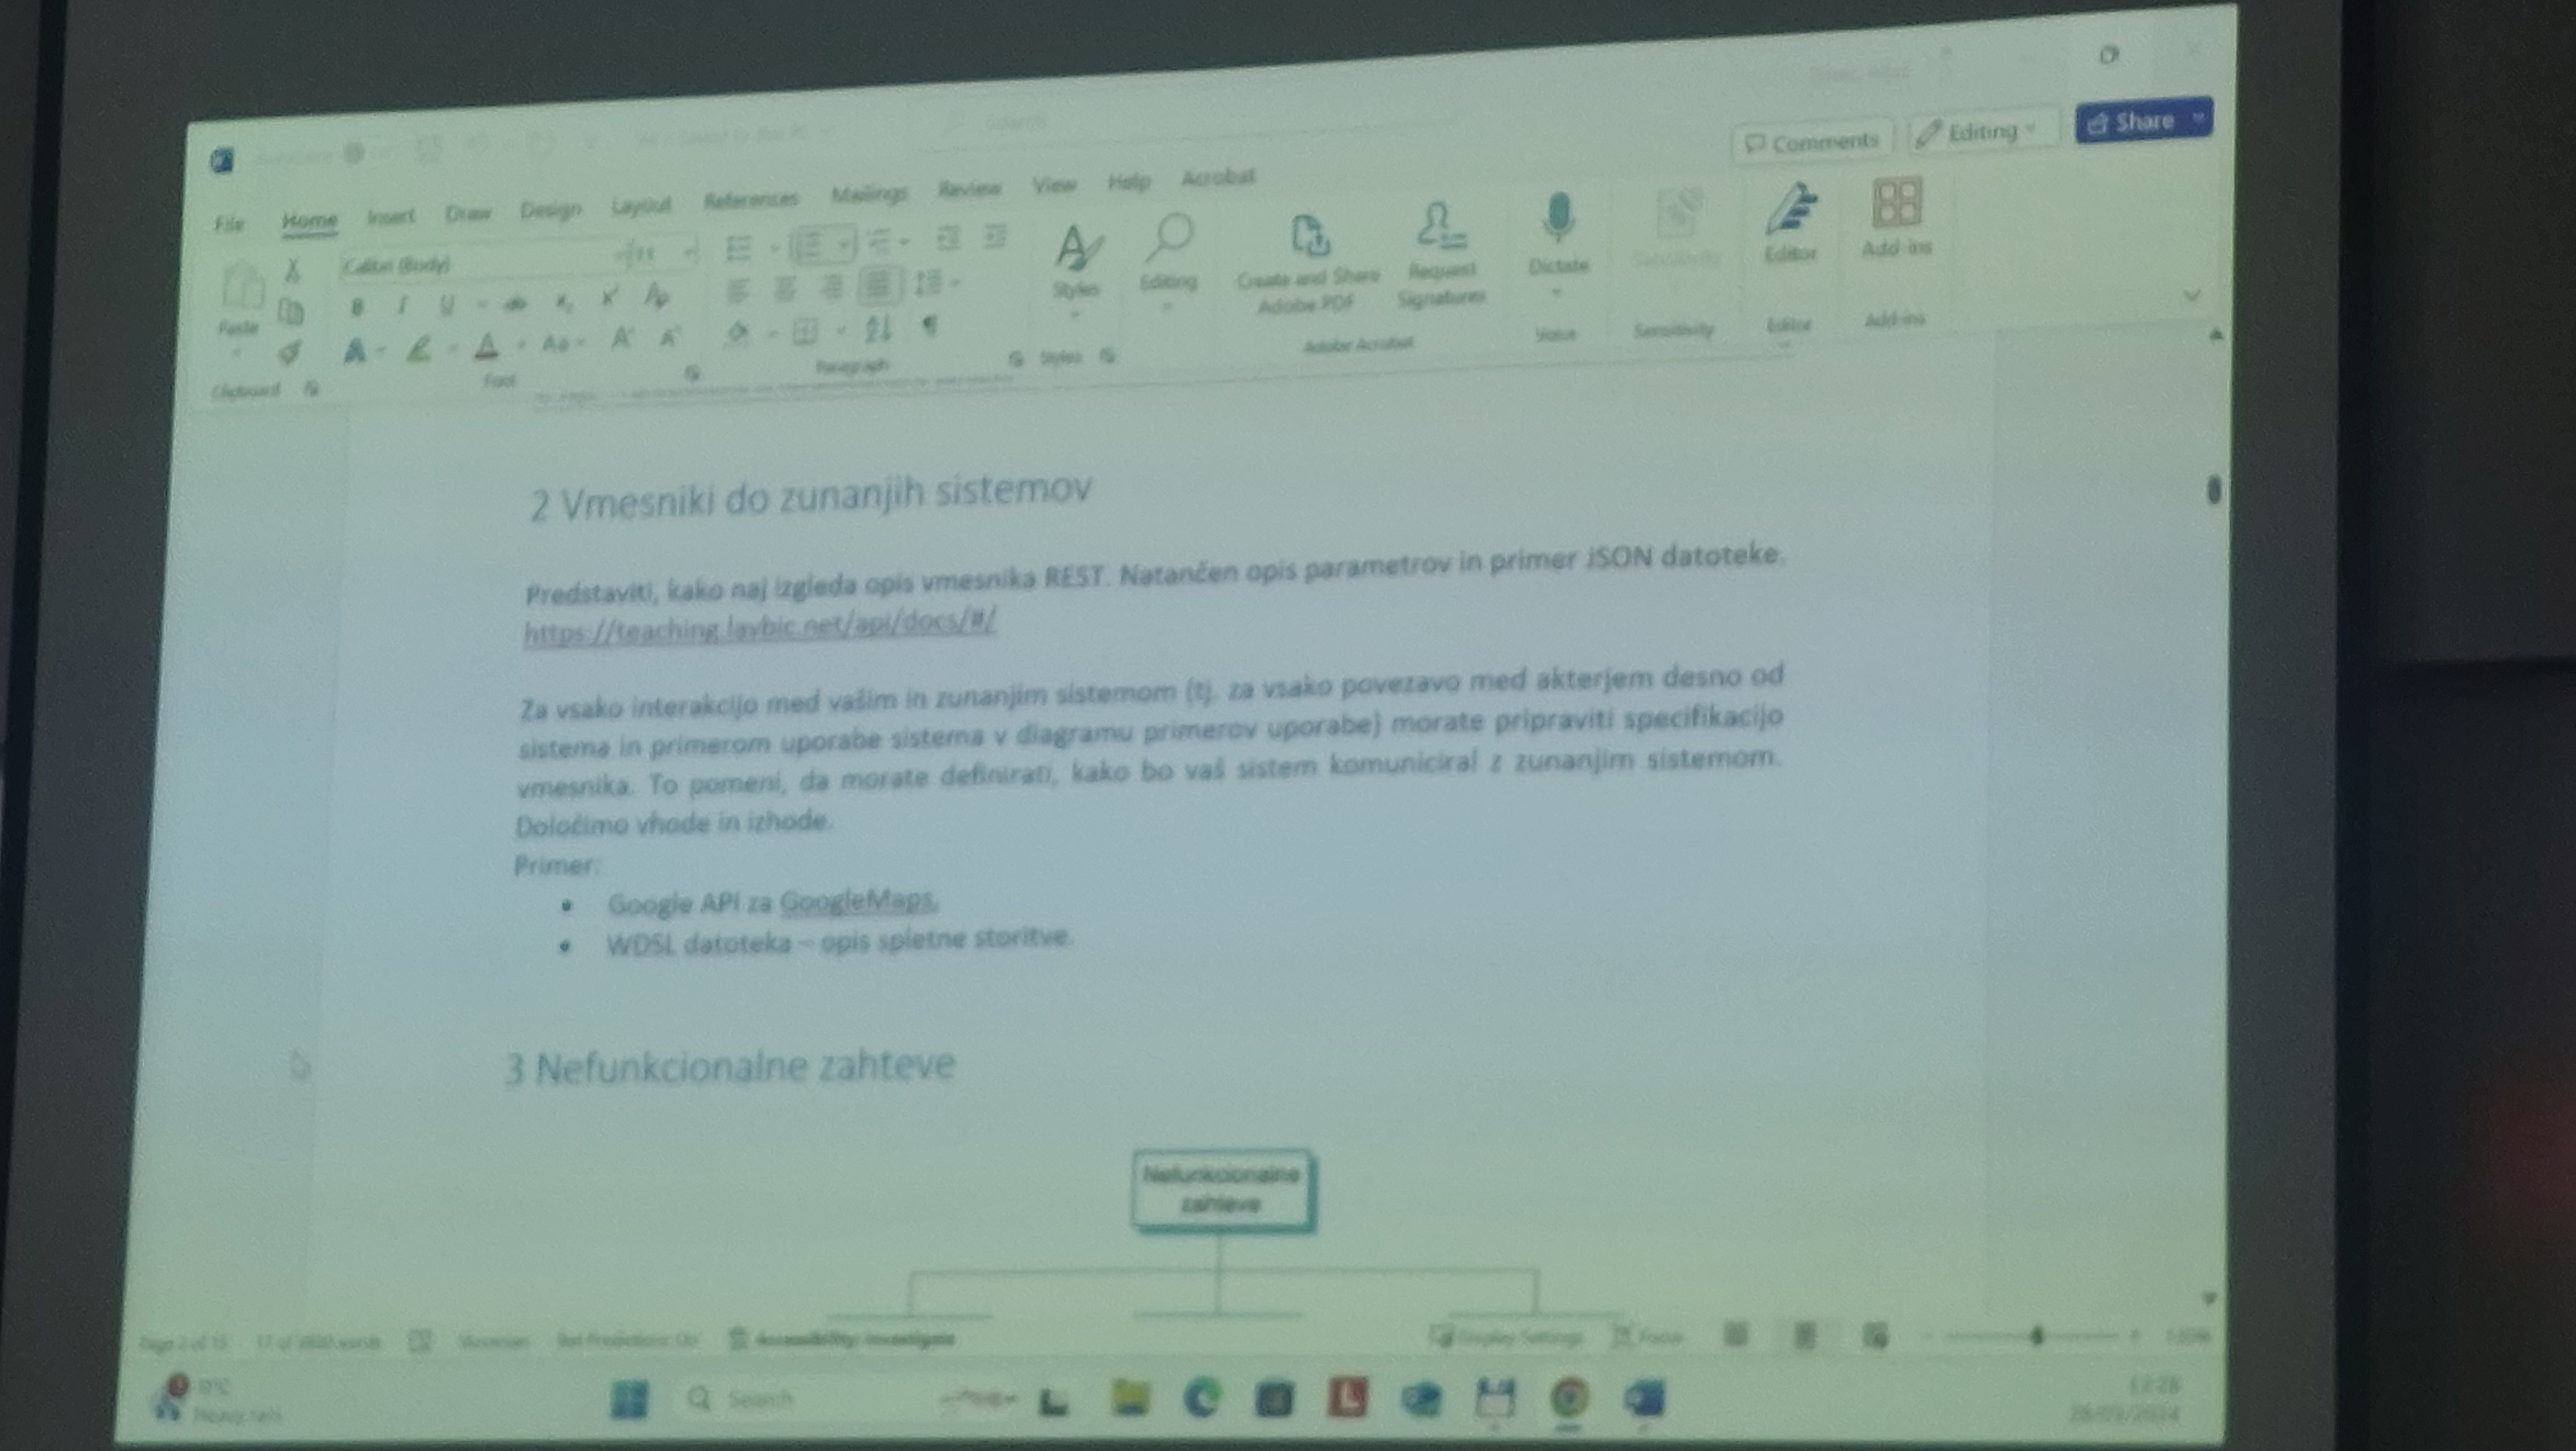 Search
Comments
Editing
Share
File Home Insert Draw Design Layout References Mailings Review View Help Acrobat
Calibri (Body)
Paste
Styles
Editing
Create and Share
Adobe PDF
Request
Signatures
Dictate
Sensitivity
Editor
Add-ins
Clipboard
Font
Paragraph
Styles
Adobe Acrobat
Voice
Sensitivity
Editor
Add-ins
2 Vmesniki do zunanjih sistemov
Predstaviti, kako naj izgleda opis vmesnika REST. Natančen opis parametrov in primer JSON datoteke.
https://teaching.lavbic.net/api/docs/#/
Za vsako interakcijo med vašim in zunanjim sistemom (tj. za vsako povezavo med akterjem desno od
sistema in primerom uporabe sistema v diagramu primerov uporabe) morate pripraviti specifikacijo
vmesnika. To pomeni, da morate definirati, kako bo vaš sistem komuniciral z zunanjim sistemom.
Določimo vhode in izhode.
Primer:
• Google API za GoogleMaps,
• WDSL datoteka – opis spletne storitve.
3 Nefunkcionalne zahteve
Nefunkcionalne
zahteve
Slovenian
Accessibility: Investigate
Display Settings
Focus
Search
Heavy rain